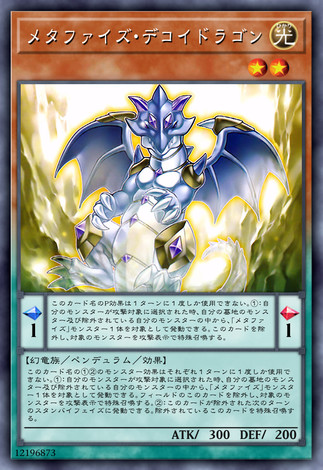 メタファイズ・デコイドラゴン
光
このカード名のP効果は1ターンに1度しか使用できない。①:自
分のモンスターが攻撃対象に選択された時、自分の墓地のモンス
ター及び除外されている自分のモンスターの中から、「メタファ
イズ」モンスター1体を対象として発動できる。このカードを除
外し、対象のモンスターを攻撃表示で特殊召喚する。
1
1
【幻竜族/ペンデュラム/効果】
このカード名の①②のモンスター効果はそれぞれ1ターンに1度しか使用で
きない。①:自分のモンスターが攻撃対象に選択された時、自分の墓地のモン
スター及び除外されている自分のモンスターの中から、「メタファイズ」モンス
ター1体を対象として発動できる。フィールドのこのカードを除外し、対象のモ
ンスターを攻撃表示で特殊召喚する。②:このカードが除外された次のターン
のスタンバイフェイズに発動できる。除外されているこのカードを特殊召喚す
る。
ATK/ 300 DEF/ 200
12196873